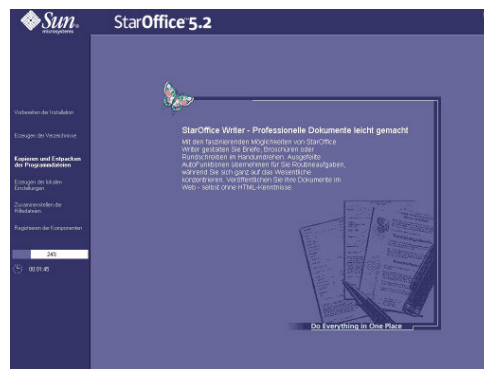 Sun
microsystems
StarOffice 5.2
Vorbereiten der Installation
Erzeugen der Verzeichnisse
Kopieren und Entpacken
der Programmdateien
Erzeugen der lokalen
Einstellungen
Zusammenstellen der
Hilfedateien
Registrieren der Komponenten
24%
00:01:45
StarOffice Writer - Professionelle Dokumente leicht gemacht
Mit den faszinierenden Möglichkeiten von StarOffice
Writer gestalten Sie Briefe, Broschüren oder
Rundschreiben im Handumdrehen. Ausgefeilte
AutoFunktionen übernehmen für Sie Routineaufgaben,
während Sie sich ganz auf das Wesentliche
konzentrieren. Veröffentlichen Sie Ihre Dokumente im
Web - selbst ohne HTML-Kenntnisse.
Do Everything in One Place